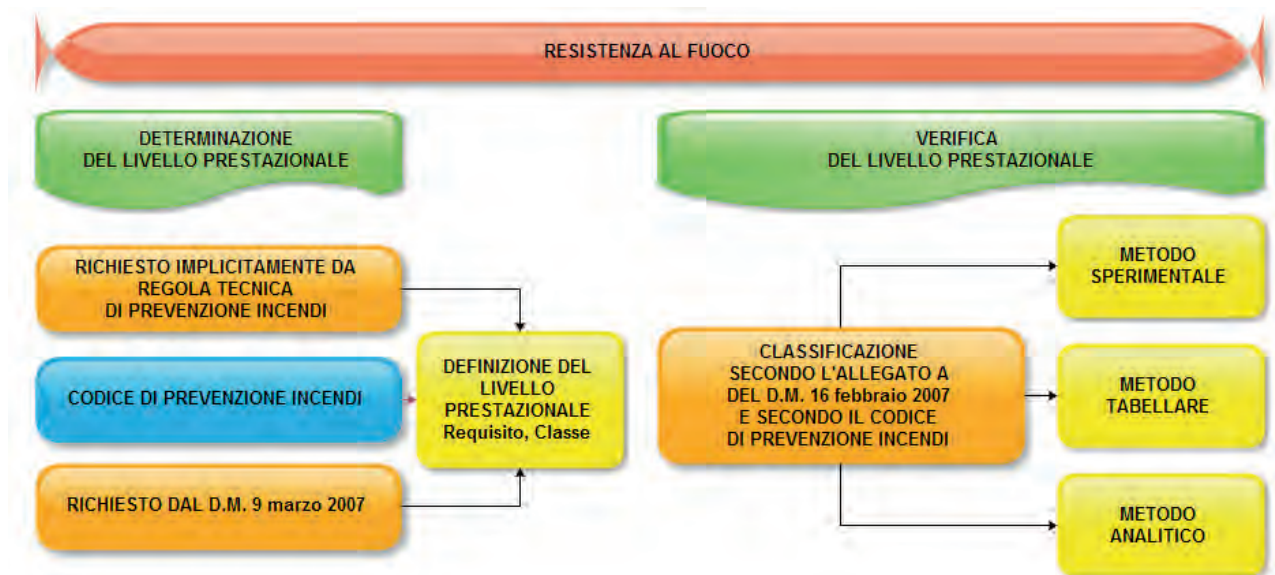 RESISTENZA AL FUOCO
DETERMINAZIONE
DEL LIVELLO PRESTAZIONALE
VERIFICA
DEL LIVELLO PRESTAZIONALE
RICHIESTO IMPLICITAMENTE DA
REGOLA TECNICA
DI PREVENZIONE INCENDI
CODICE DI PREVENZIONE INCENDI
RICHIESTO DAL D.M. 9 marzo 2007
DEFINIZIONE DEL
LIVELLO
PRESTAZIONALE
Requisito, Classe
CLASSIFICAZIONE
SECONDO L'ALLEGATO A
DEL D.M. 16 febbraio 2007
E SECONDO IL CODICE
DI PREVENZIONE INCENDI
METODO
SPERIMENTALE
METODO
TABELLARE
METODO
ANALITICO